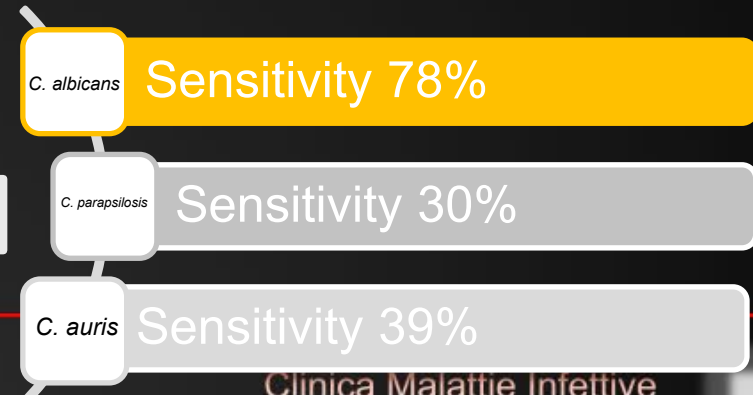 C. albicans Sensitivity 78%
C. parapsilosis Sensitivity 30%
C. auris Sensitivity 39%
Clinica Malattie Infettive